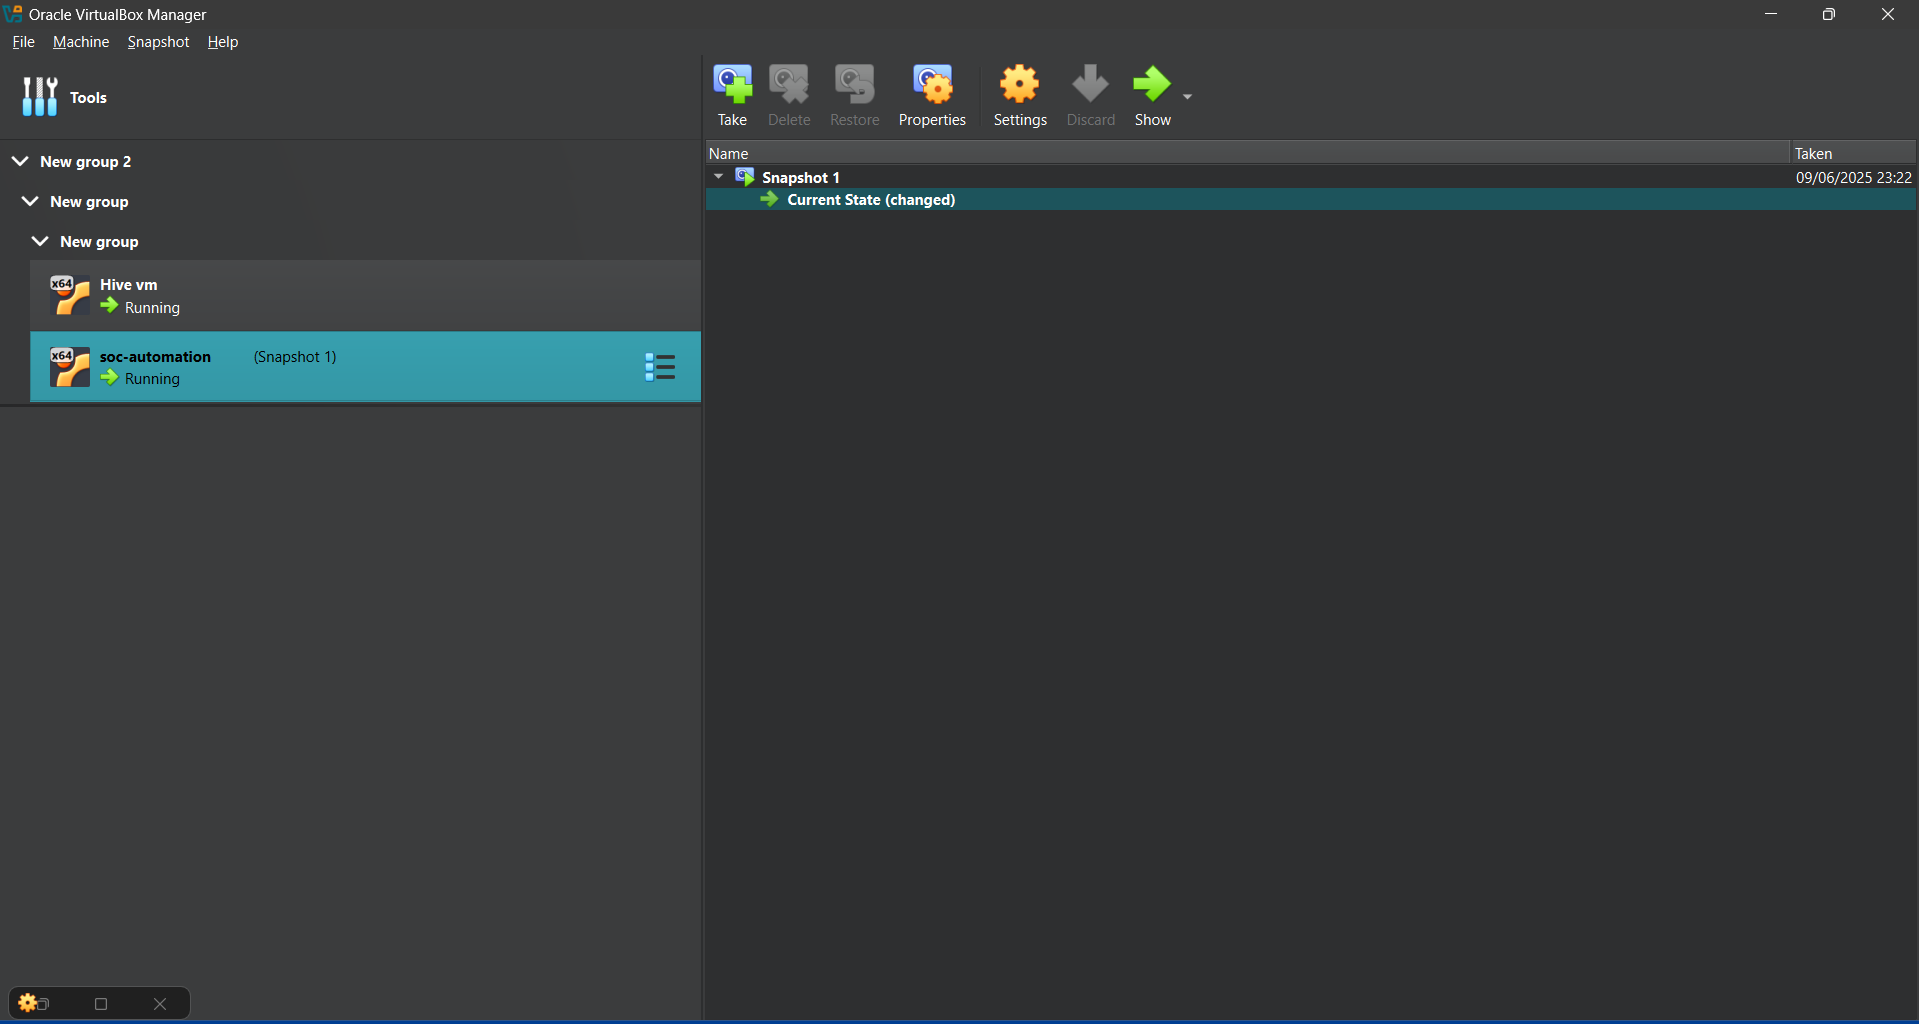 Oracle VirtualBox Manager
File Machine Snapshot Help
Tools
Take Delete Restore Properties Settings Discard Show
New group 2
New group
New group
x64 Hive vm
Running
x64 soc-automation (Snapshot 1)
Running
Name Taken
Snapshot 1 09/06/2025 23:22
Current State (changed)